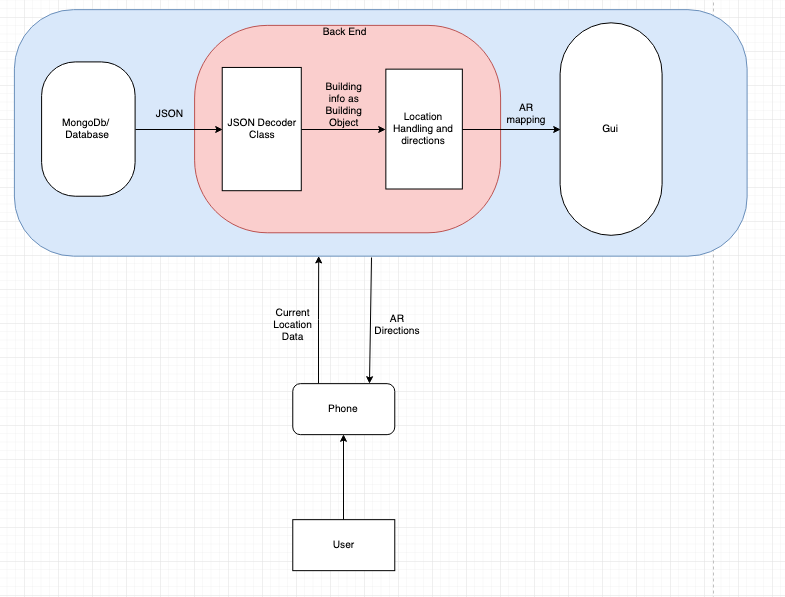 Back End
MongoDb/
Database
JSON
JSON Decoder
Class
Building
info as
Building
Object
Location
Handling and
directions
AR
mapping
Gui
Current
Location
Data
AR
Directions
Phone
User